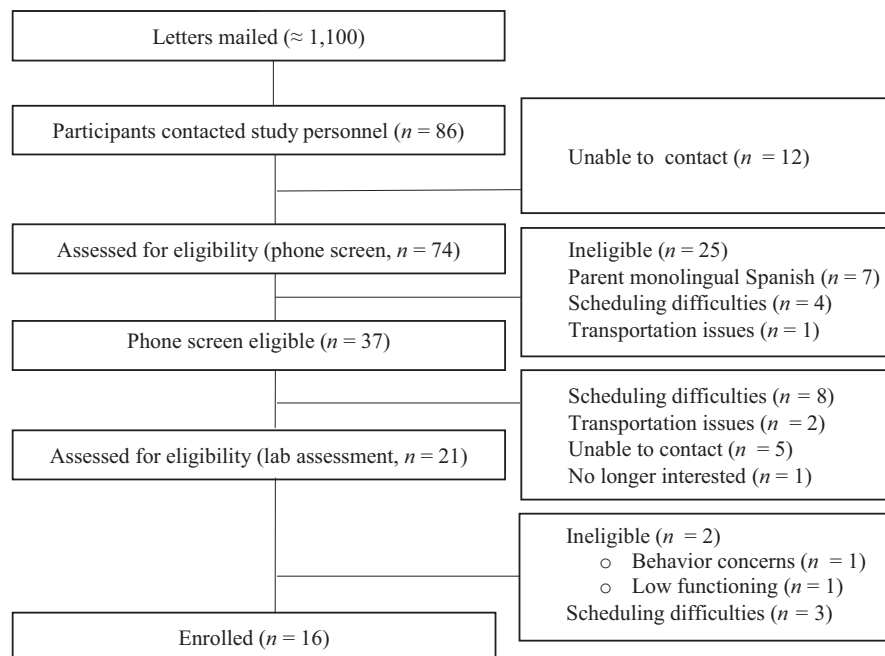 Letters mailed (≈ 1,100)
Participants contacted study personnel (n = 86)
Unable to contact (n = 12)
Assessed for eligibility (phone screen, n = 74)
Ineligible (n = 25)
Parent monolingual Spanish (n = 7)
Scheduling difficulties (n = 4)
Transportation issues (n = 1)
Phone screen eligible (n = 37)
Scheduling difficulties (n = 8)
Transportation issues (n = 2)
Unable to contact (n = 5)
No longer interested (n = 1)
Assessed for eligibility (lab assessment, n = 21)
Ineligible (n = 2)
o Behavior concerns (n = 1)
o Low functioning (n = 1)
Scheduling difficulties (n = 3)
Enrolled (n = 16)